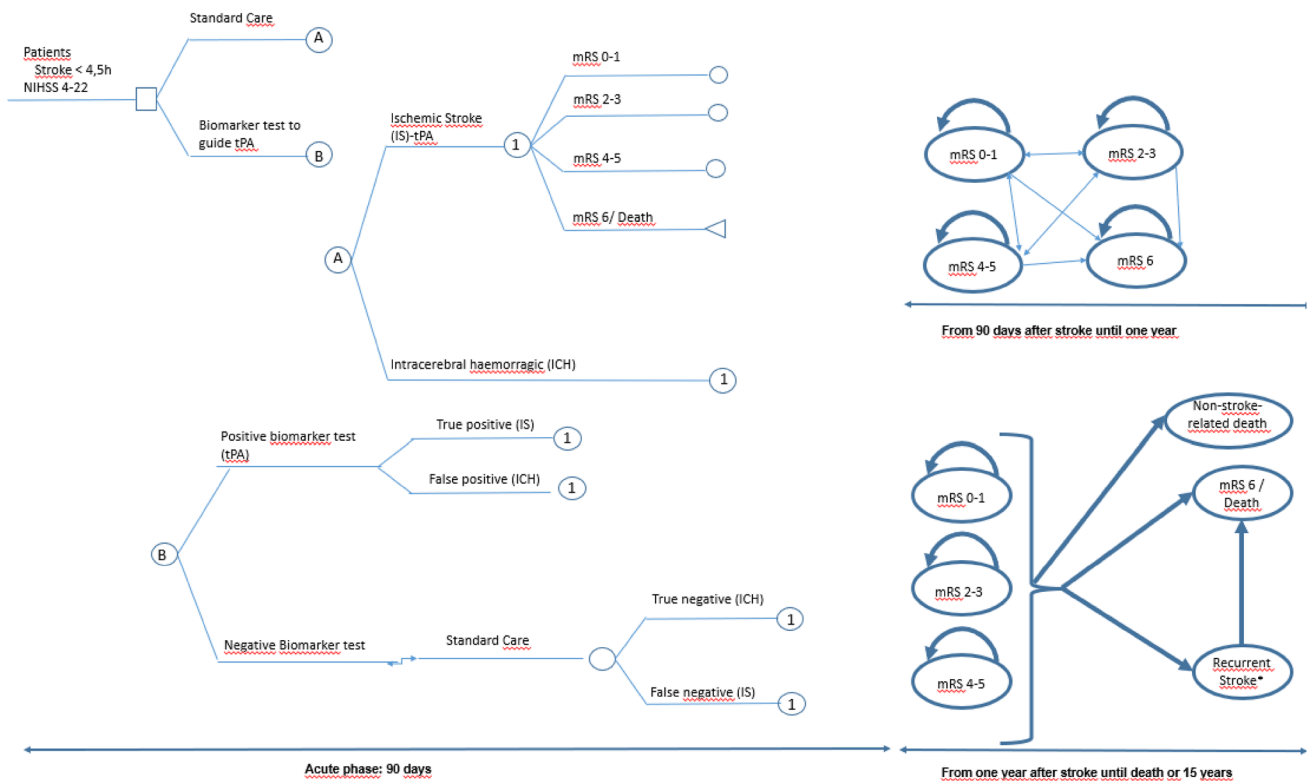 Standard Care
A
Patients
Stroke < 4,5h
NIHSS 4-22
Biomarker test to
guide tPA
B
Ischemic Stroke
(IS)-tPA
1
mRS 0-1
mRS 2-3
mRS 4-5
mRS 6/ Death
A
Intracerebral haemorragic (ICH)
1
Positive biomarker test
(tPA)
True positive (IS)
1
False positive (ICH)
1
B
Negative Biomarker test
Standard Care
True negative (ICH)
1
False negative (IS)
1
Acute phase: 90 days
mRS 0-1
mRS 2-3
mRS 4-5
mRS 6
From 90 days after stroke until one year
mRS 0-1
mRS 2-3
mRS 4-5
Non-stroke-
related death
mRS 6 /
Death
Recurrent
Stroke*
From one year after stroke until death or 15 years